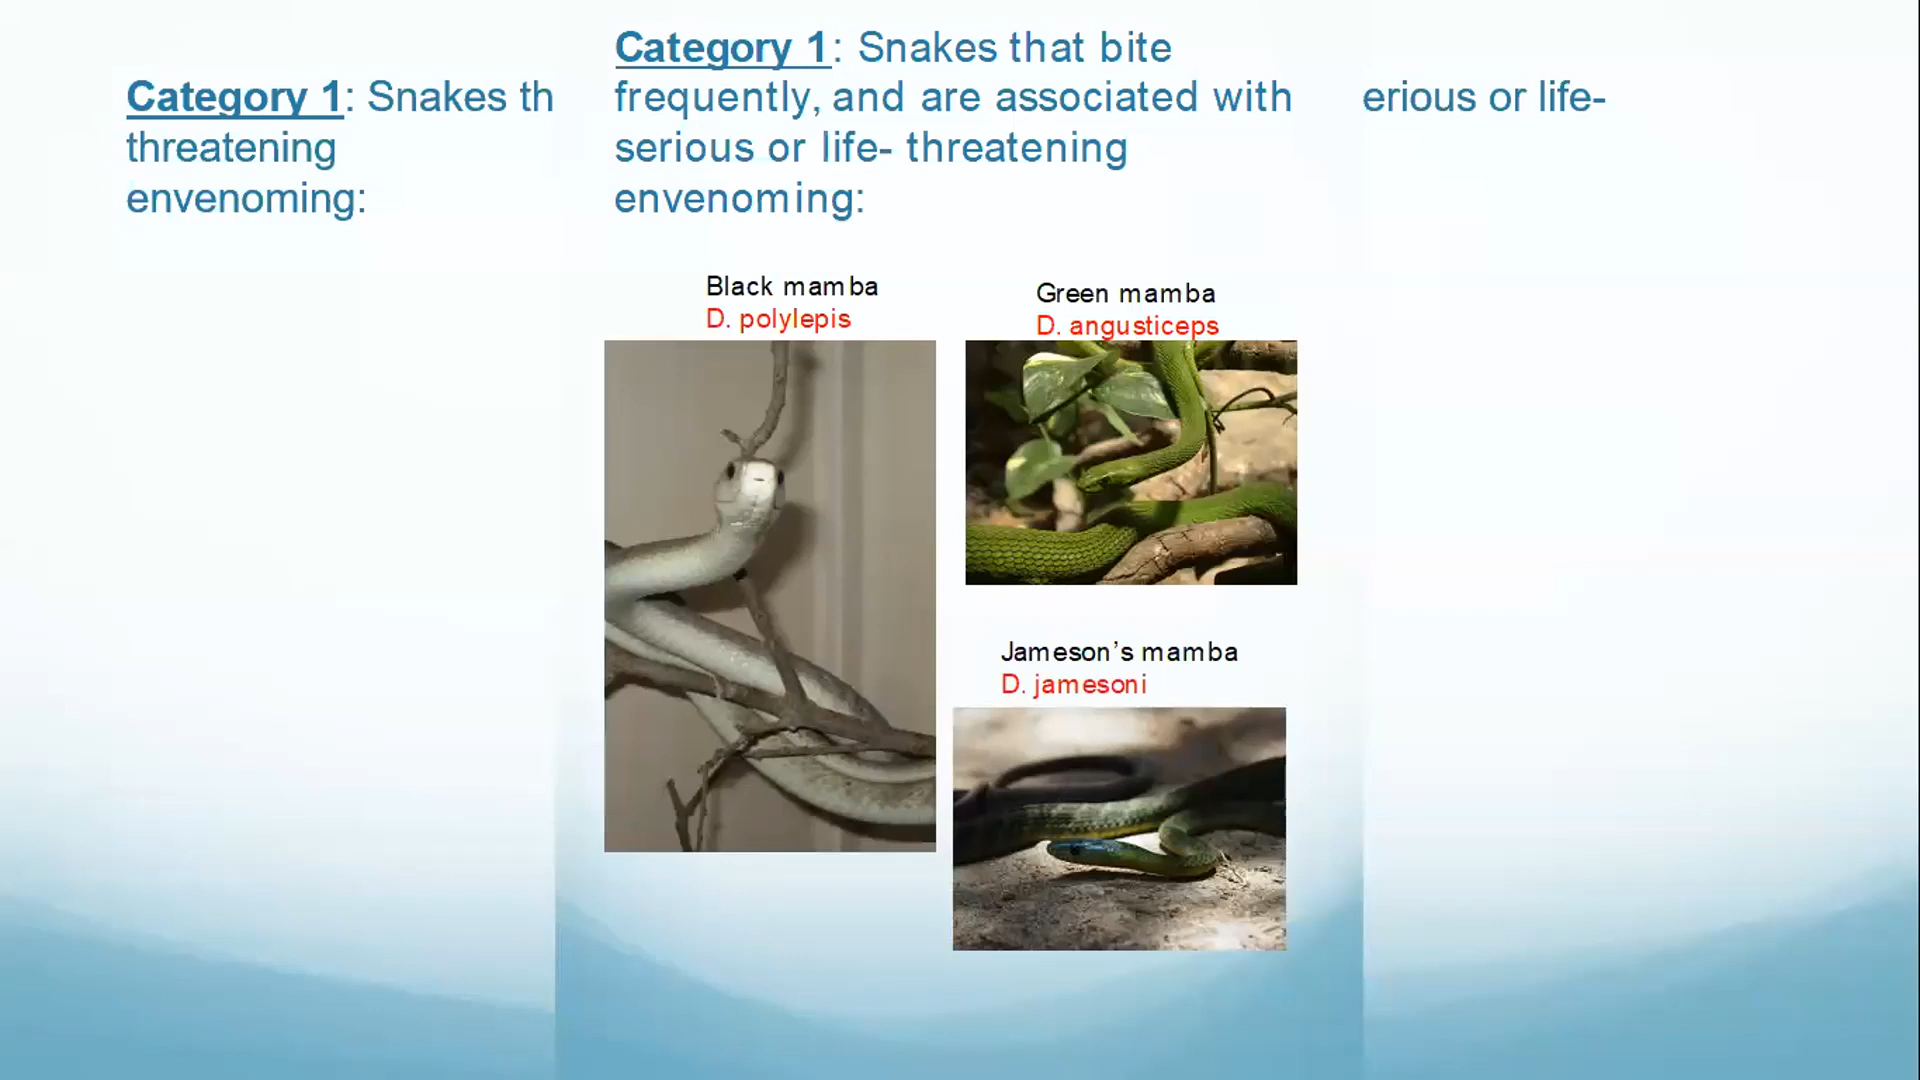 Category 1: Snakes th
threatening
envenoming:
Category 1: Snakes that bite
frequently, and are associated with
serious or life- threatening
envenoming:
erious or life-
Black mamba
D. polylepis
Green mamba
D. angusticeps
Jameson’s mamba
D. jamesoni